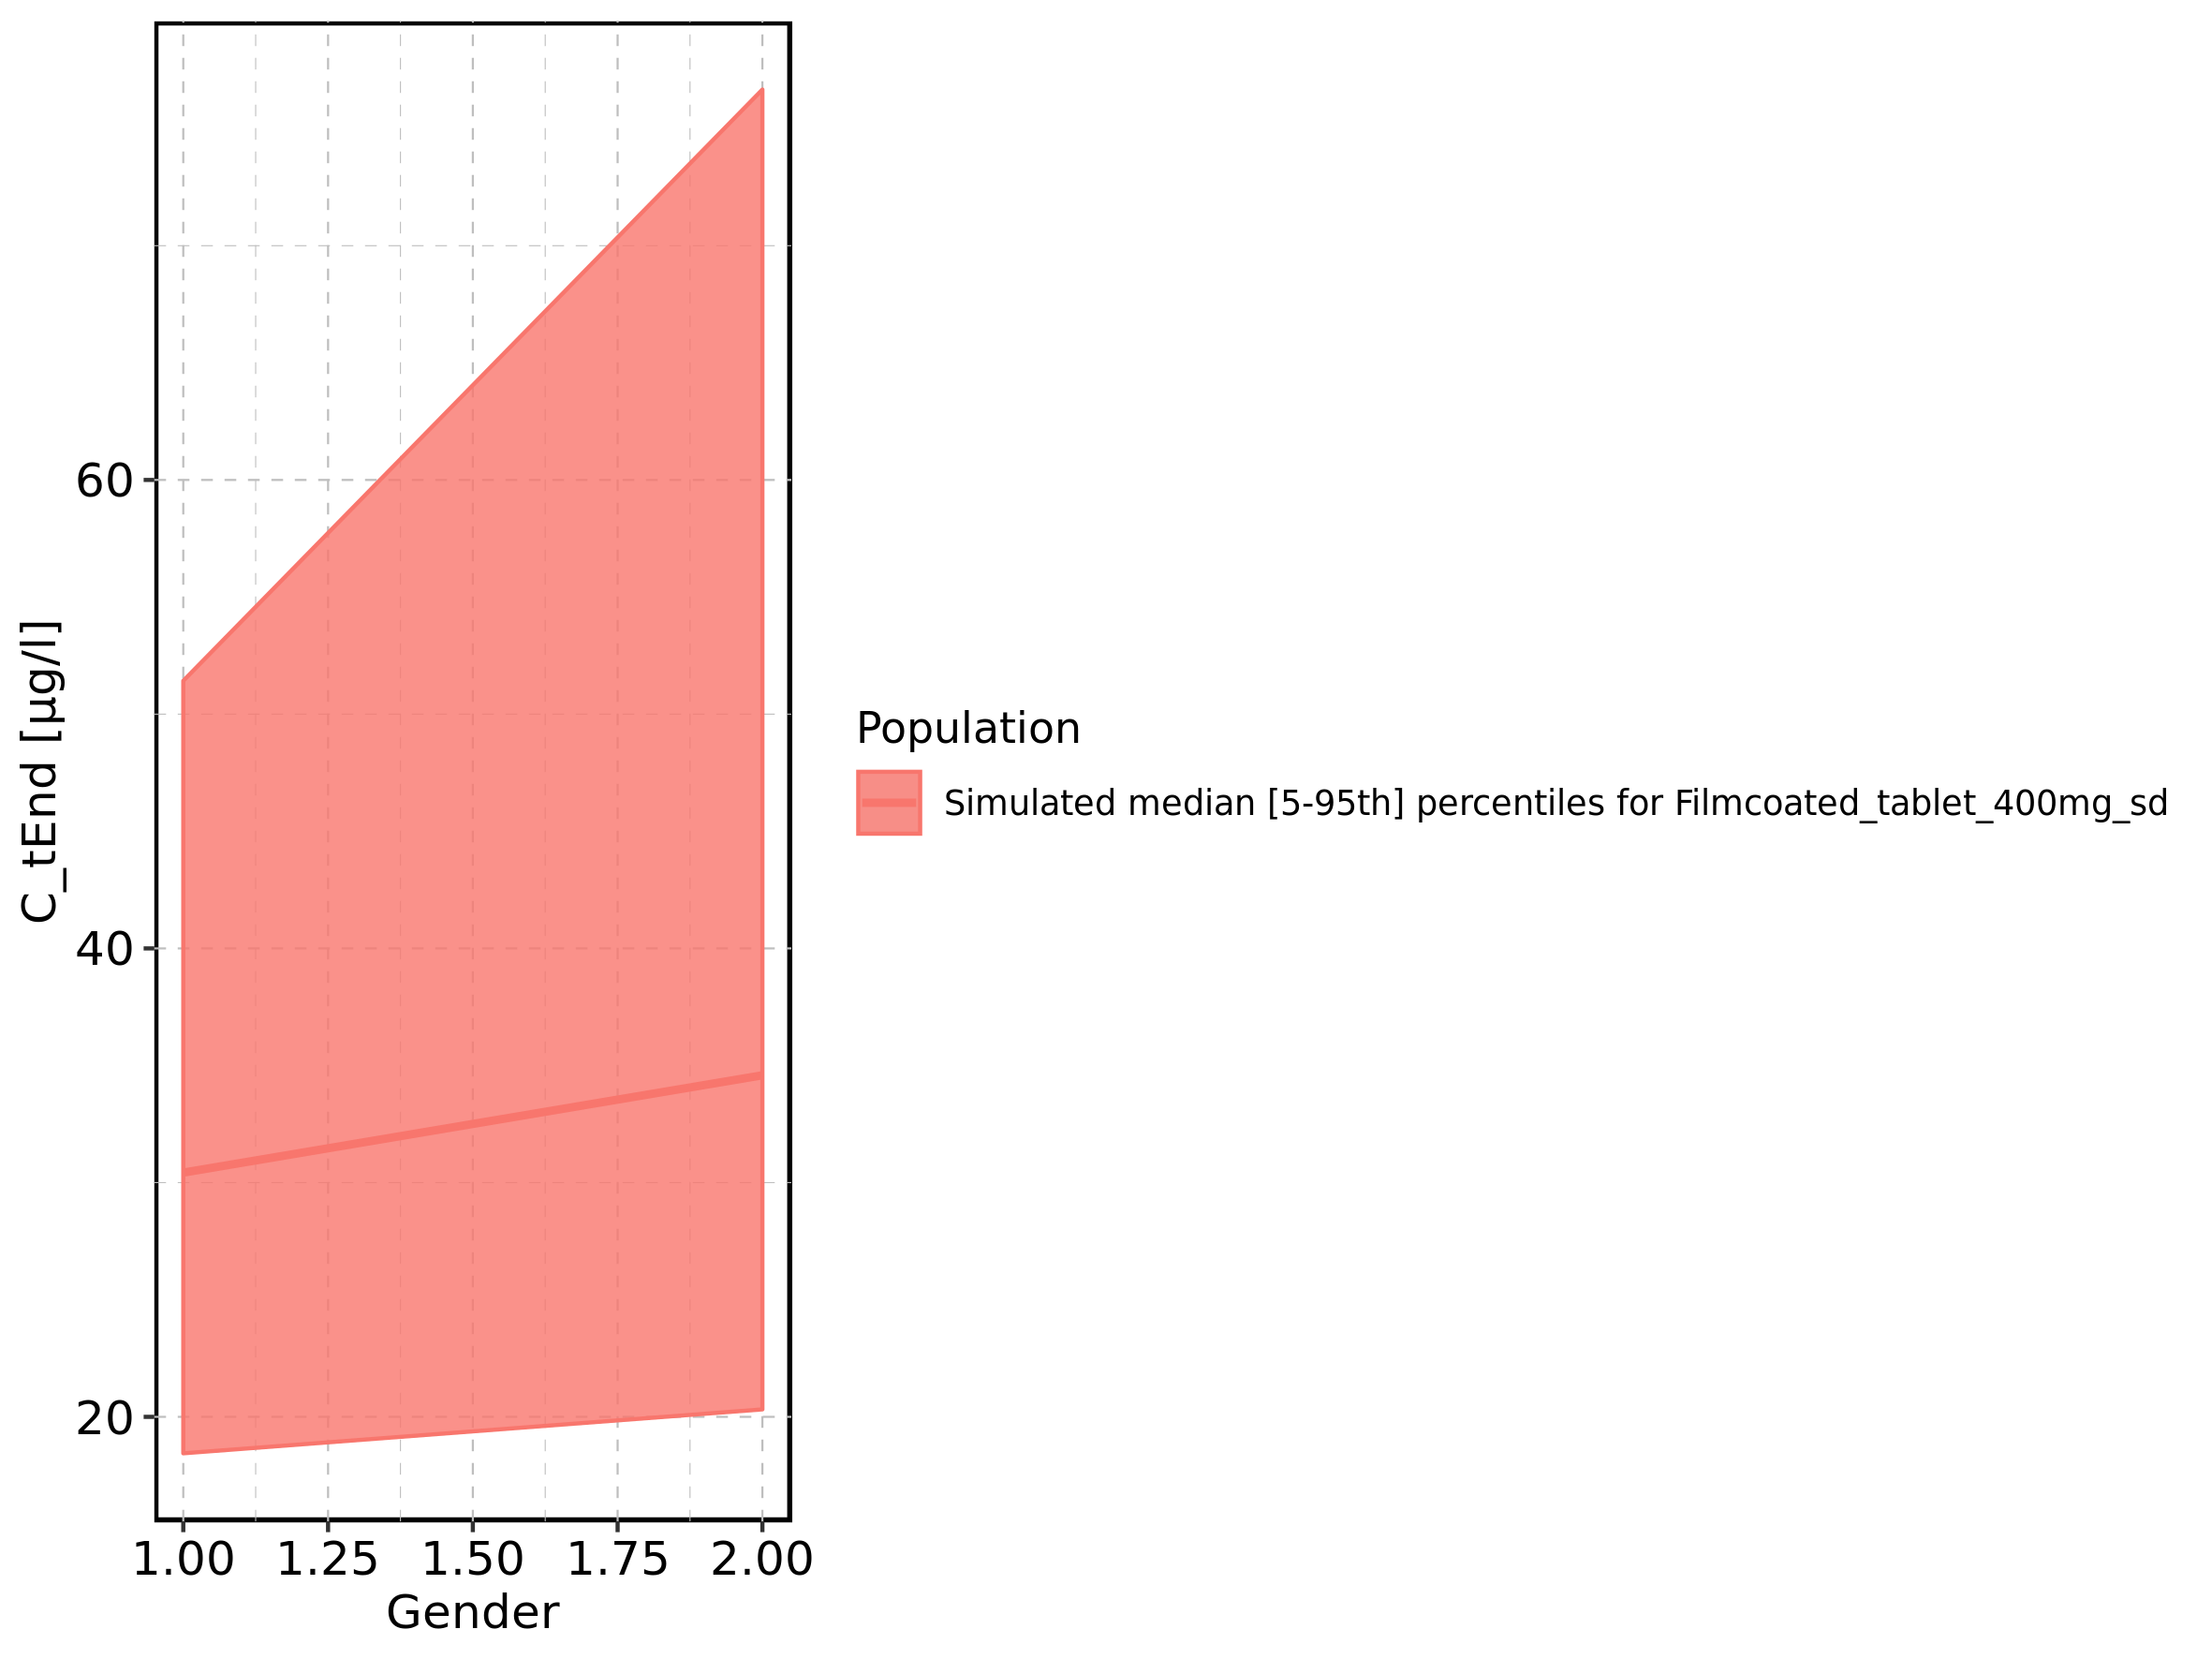 C_tEnd [µg/l]
60
40
20
1.00 1.25 1.50 1.75 2.00
Gender
Population
Simulated median [5-95th] percentiles for Filmcoated_tablet_400mg_sd